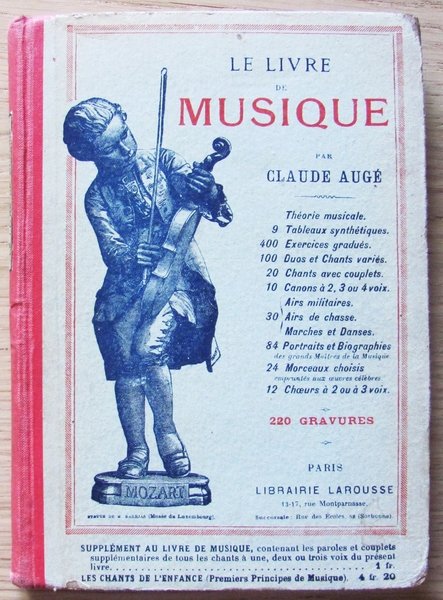 LE LIVRE
DE
MUSIQUE
PAR
CLAUDE AUGÉ
Théorie musicale.
9 Tableaux synthétiques.
400 Exercices gradués.
100 Duos et Chants variés.
20 Chants avec couplets.
10 Canons à 2, 3 ou 4 voix.
Airs militaires.
30 Airs de chasse.
Marches et Danses.
84 Portraits et Biographies
des grands Maîtres de la Musique.
24 Morceaux choisis
empruntés aux œuvres célèbres
12 Chœurs à 2 ou à 3 voix.
220 GRAVURES
MOZART
PARIS
LIBRAIRIE LAROUSSE
13-17, rue Montparnasse.
STATUE DE (Musée du Luxembourg).
Succursale : Rue des Écoles, 58 (Sorbonne)
SUPPLÉMENT AU LIVRE DE MUSIQUE, contenant les paroles et couplets
supplémentaires de tous les chants à une, deux ou trois voix du présent
livre. 1 fr.
LES CHANTS DE L'ENFANCE (Premiers Principes de Musique). 4 fr. 20